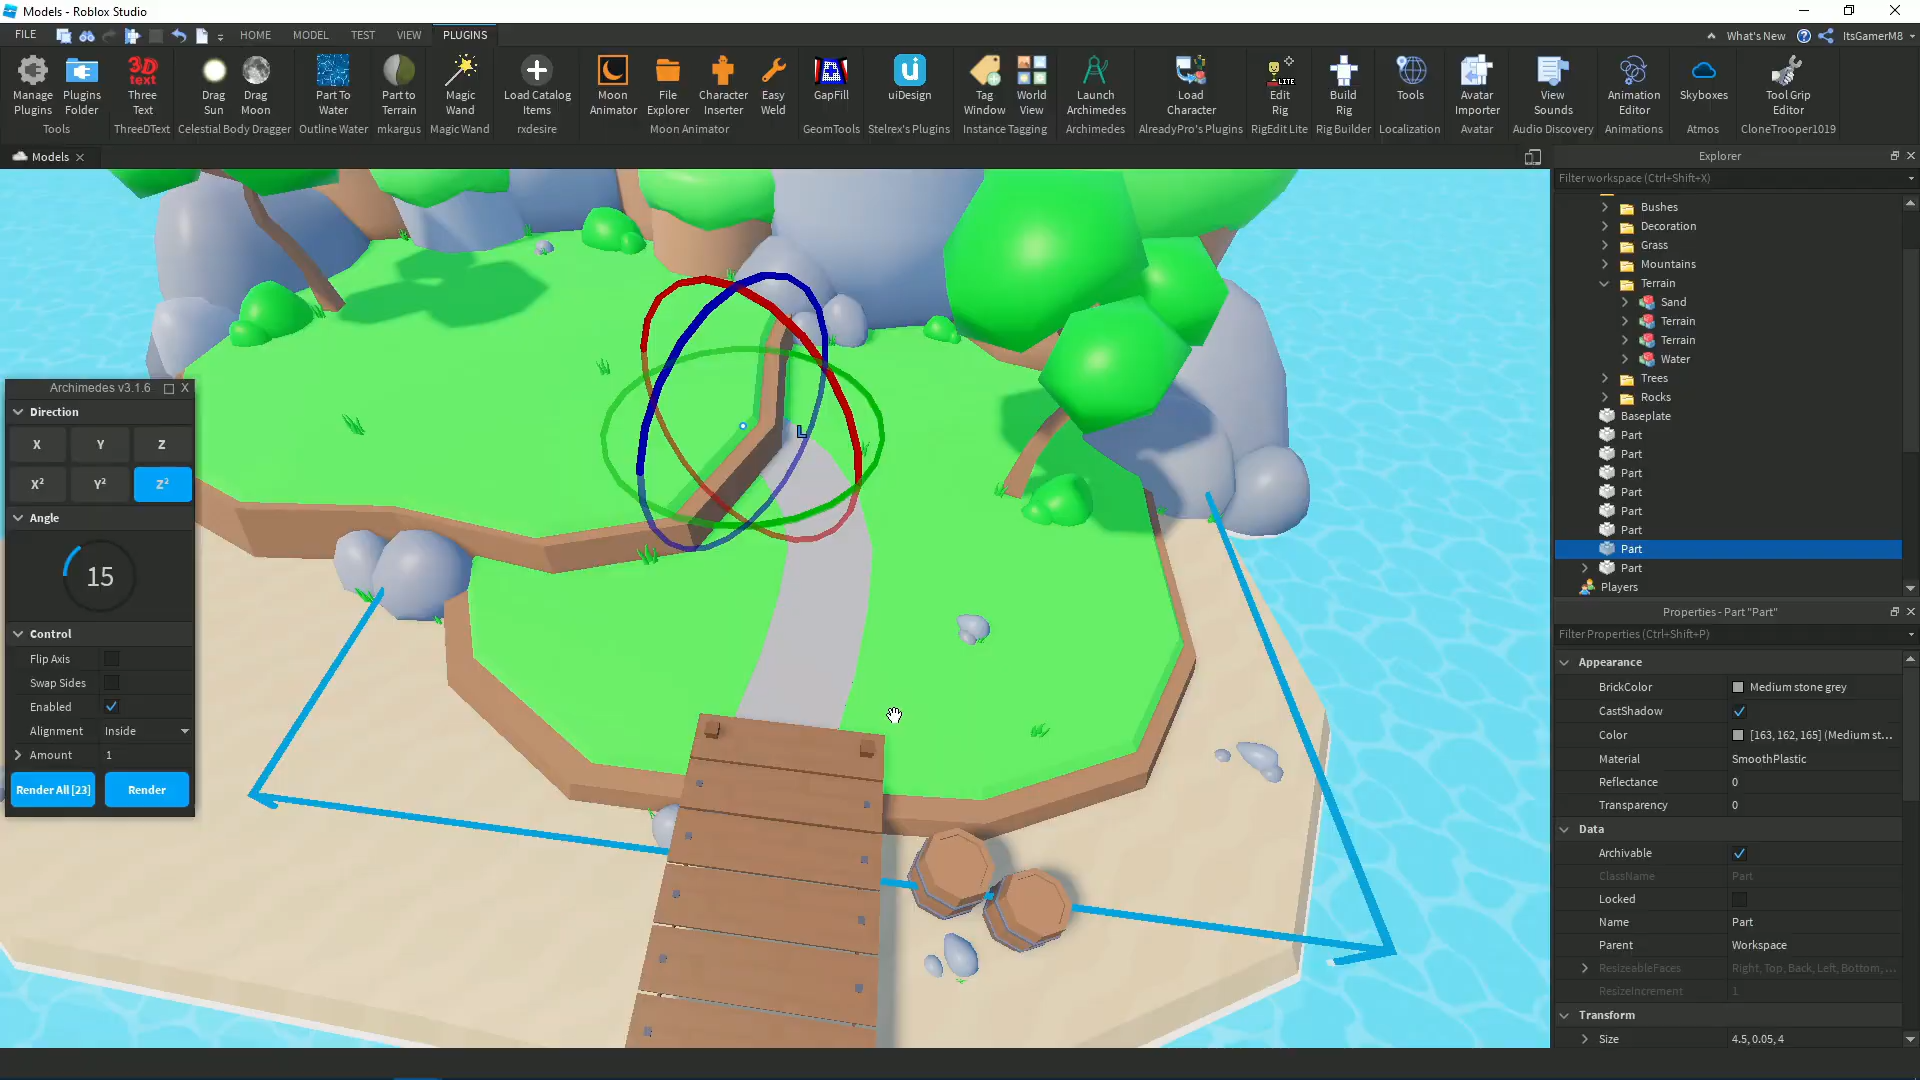 Models - Roblox Studio
FILE
HOME
MODEL
TEST
VIEW
PLUGINS
What's New
ItsGamerM8
Manage Plugins
Plugins Folder
3D text
Three Text
Drag Sun
Drag Moon
Part To Water
Part to Terrain
Magic Wand
Load Catalog Items
Moon Animator
File Explorer
Character Inserter
Easy Weld
GapFill
ui
uiDesign
Tag Window
World View
Launch Archimedes
Load Character
LITE
Edit Rig
Build Rig
Tools
Avatar Importer
View Sounds
Animation Editor
Skyboxes
Tool Grip Editor
Tools
ThreeDText
Celestial Body Dragger
Outline Water
mkargus
Magic Wand
rxdesire
Moon Animator
GeomTools
Stelrex's Plugins
Instance Tagging
Archimedes
AlreadyPro's Plugins
RigEdit Lite
Rig Builder
Localization
Avatar
Audio Discovery
Animations
Atmos
CloneTrooper1019
Models
L
Archimedes v3.1.6
Direction
X Y Z
X² Y² Z²
Angle
15
Control
Flip Axis
Swap Sides
Enabled
Alignment Inside
Amount 1
Render All [23] Render
Explorer
Filter workspace (Ctrl+Shift+X)
Bushes
Decoration
Grass
Mountains
Terrain
Sand
Terrain
Terrain
Water
Trees
Rocks
Baseplate
Part
Part
Part
Part
Part
Part
Part
Part
Players
Properties - Part "Part"
Filter Properties (Ctrl+Shift+P)
Appearance
BrickColor Medium stone grey
CastShadow
Color [163, 162, 165] (Medium st...
Material SmoothPlastic
Reflectance 0
Transparency 0
Data
Archivable
ClassName Part
Locked
Name Part
Parent Workspace
ResizeableFaces Right, Top, Back, Left, Bottom, ...
ResizeIncrement 1
Transform
Size 4.5, 0.05, 4